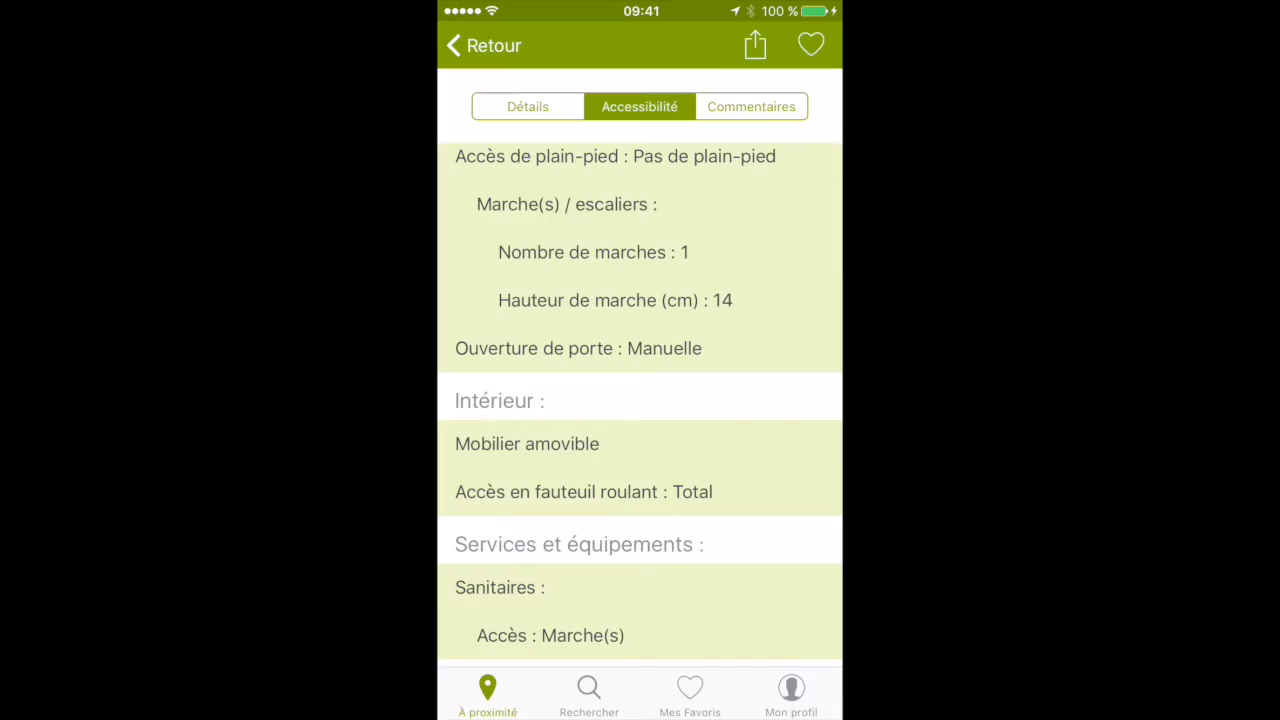 09:41
100 %
Retour
Détails
Accessibilité
Commentaires
Accès de plain-pied : Pas de plain-pied
Marche(s) / escaliers :
Nombre de marches : 1
Hauteur de marche (cm) : 14
Ouverture de porte : Manuelle
Intérieur :
Mobilier amovible
Accès en fauteuil roulant : Total
Services et équipements :
Sanitaires :
Accès : Marche(s)
À proximité
Rechercher
Mes Favoris
Mon profil